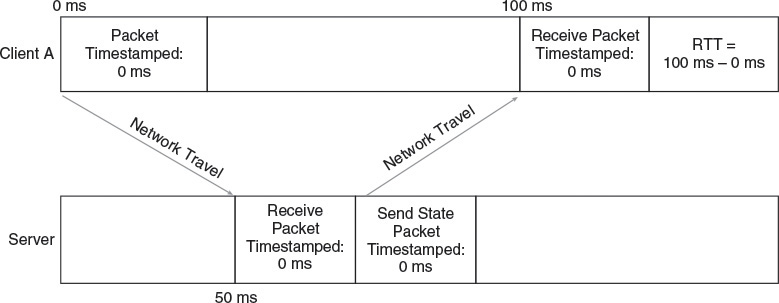 0 ms
100 ms
Client A
Packet
Timestamped:
0 ms
Receive Packet
Timestamped:
0 ms
RTT =
100 ms – 0 ms
Network Travel
Network Travel
Server
Receive
Packet
Timestamped:
0 ms
Send State
Packet
Timestamped:
0 ms
50 ms